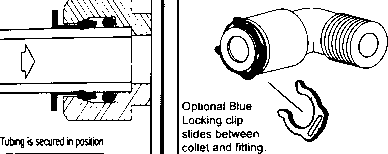 Tubing is secured in position
Optional Blue
Locking clip
slides between
collet and fitting.